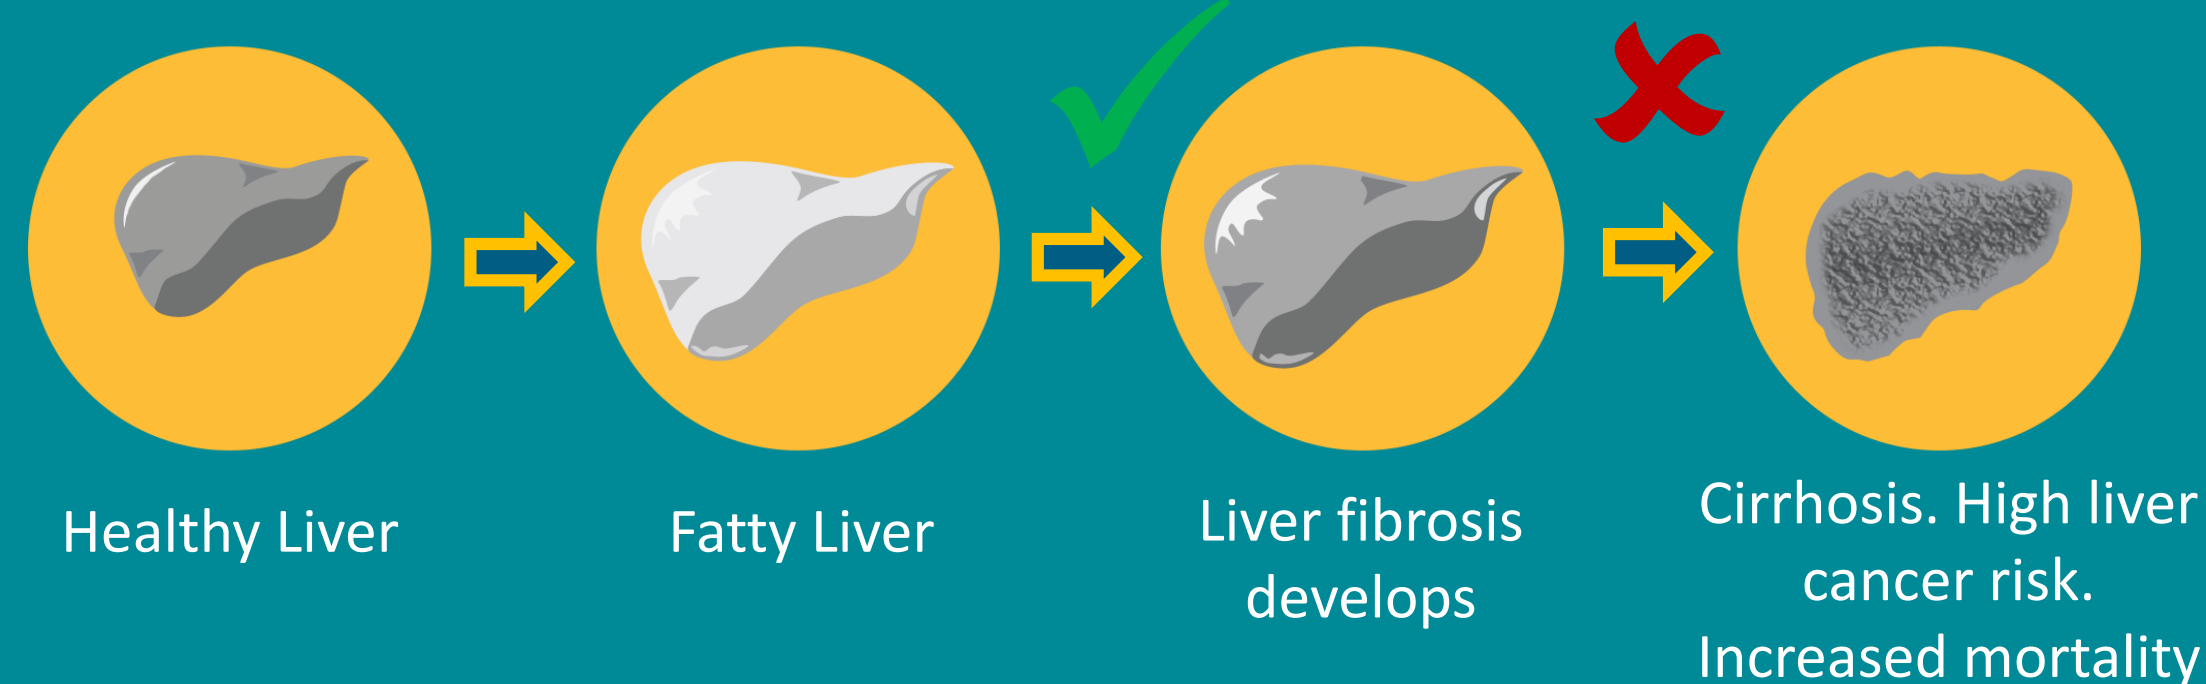 Healthy Liver
Fatty Liver
Liver fibrosis
develops
Cirrhosis. High liver
cancer risk.
Increased mortality